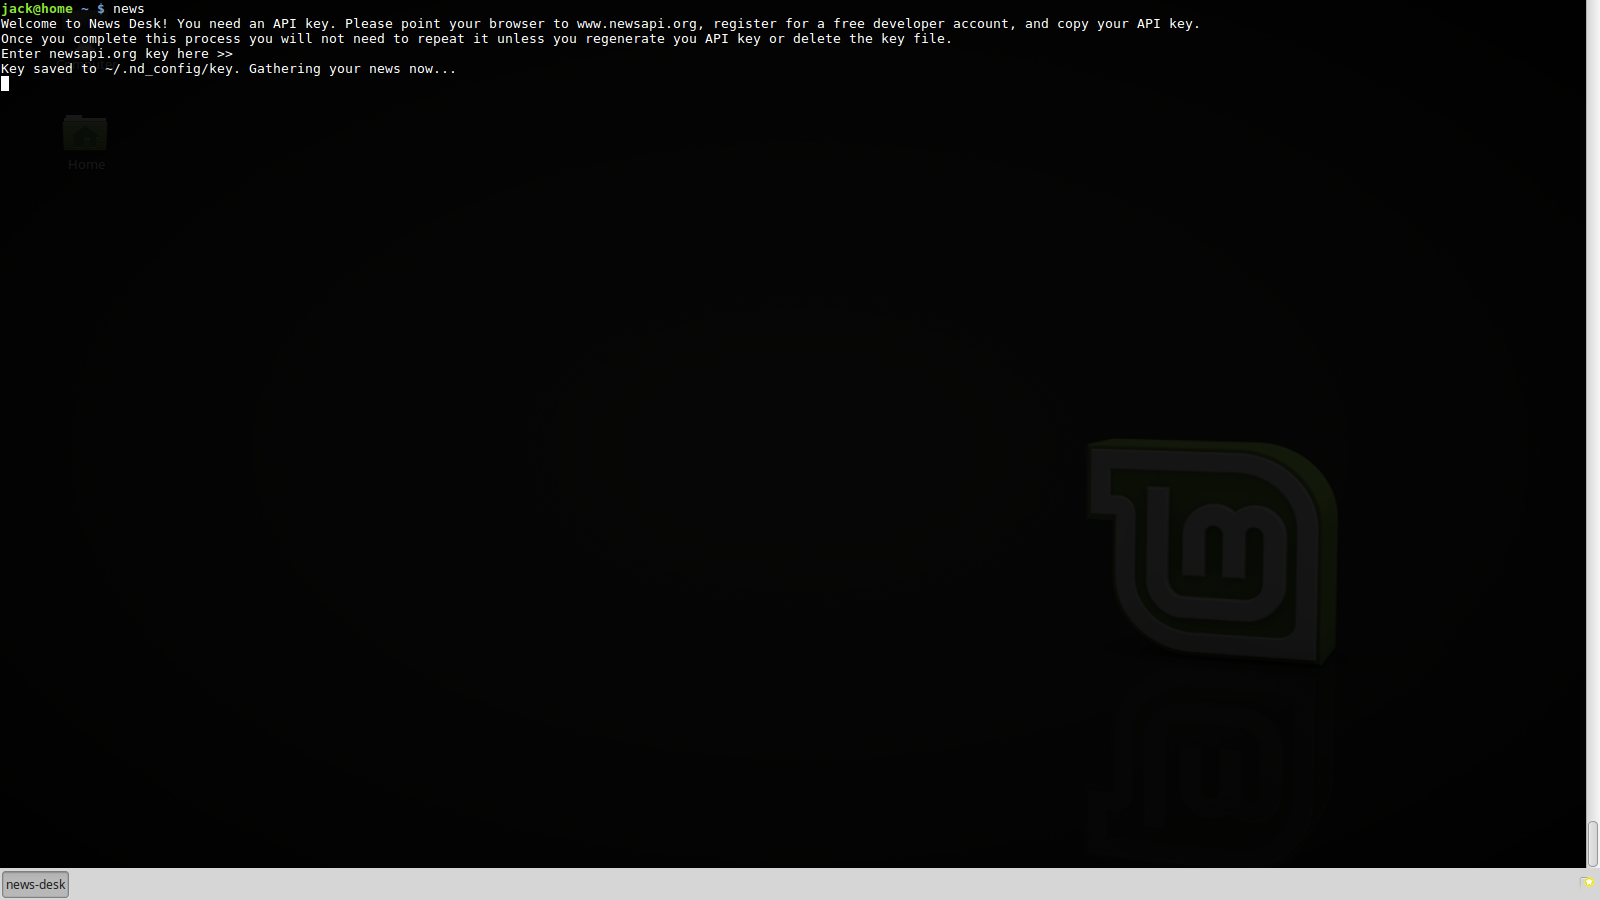 jack@home ~ $ news
Welcome to News Desk! You need an API key. Please point your browser to www.newsapi.org, register for a free developer account, and copy your API key.
Once you complete this process you will not need to repeat it unless you regenerate you API key or delete the key file.
Enter newsapi.org key here >>
Key saved to ~/.nd_config/key. Gathering your news now...
Home
news-desk